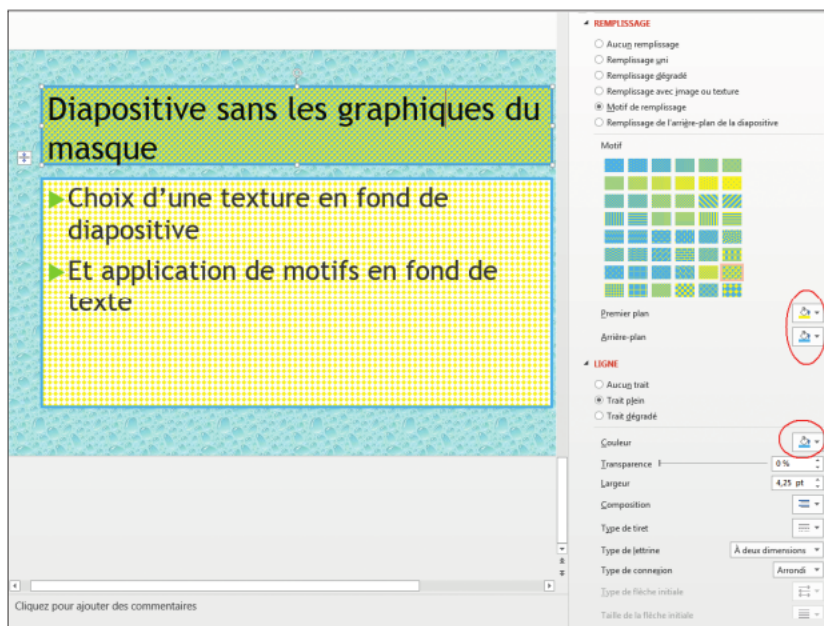 Diapositive sans les graphiques du
masque
Choix d'une texture en fond de
diapositive
Et application de motifs en fond de
texte
Cliquez pour ajouter des commentaires
REMPLISSAGE
Aucun remplissage
Remplissage uni
Remplissage dégradé
Remplissage avec image ou texture
Motif de remplissage
Remplissage de l'arrière-plan de la diapositive
Motif
Premier plan
Arrière-plan
LIGNE
Aucun trait
Trait plein
Trait dégradé
Couleur
Transparence 0 %
Largeur 4,25 pt
Composition
Type de tiret
Type de lettrine À deux dimensions
Type de connexion Arrondi
Type de flèche initiale
Taille de la flèche initiale